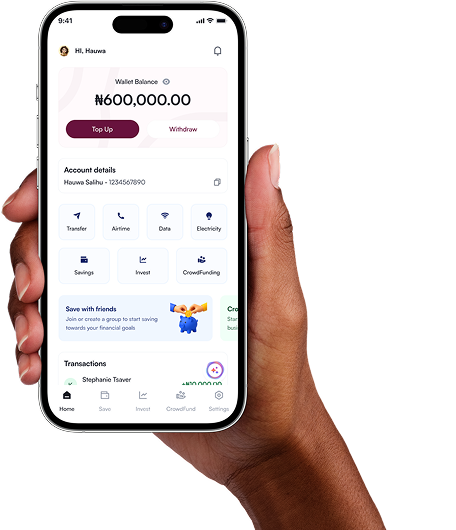 9:41
Hi, Hauwa
Wallet Balance
₦600,000.00
Top Up
Withdraw
Account details
Hauwa Salihu - 1234567890
Transfer
Airtime
Data
Electricity
Savings
Invest
CrowdFunding
Save with friends
Join or create a group to start saving
towards your financial goals
Cro
Star
busi
Transactions
Stephanie Tsaver
+₦10,000.00
Home
Save
Invest
CrowdFund
Settings